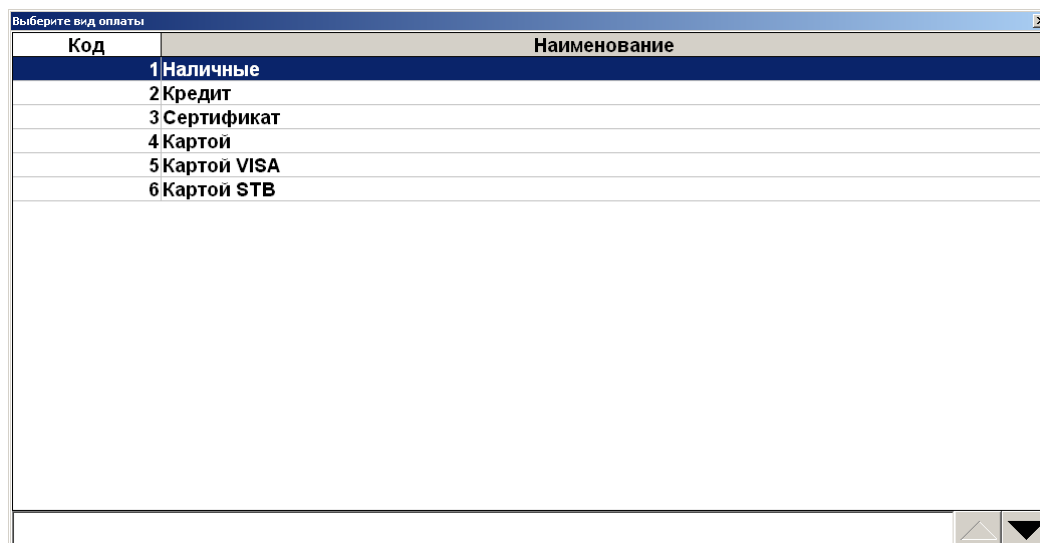 Выберите вид оплаты
Код Наименование
1 Наличные
2 Кредит
3 Сертификат
4 Картой
5 Картой VISA
6 Картой STB